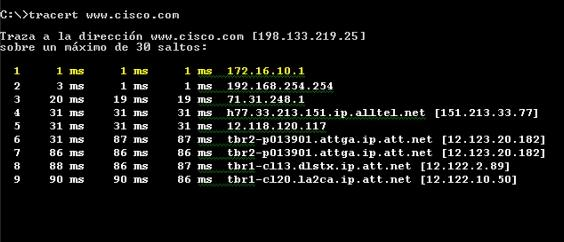 C:\>tracert www.cisco.com
Traza a la dirección www.cisco.com [198.133.219.25]
sobre un máximo de 30 saltos:
1 1 ms 1 ms 1 ms 172.16.10.1
2 3 ms 1 ms 1 ms 192.168.254.254
3 20 ms 19 ms 19 ms 71.31.248.1
4 31 ms 31 ms 31 ms h77.33.213.151.ip.alltel.net [151.213.33.77]
5 31 ms 31 ms 31 ms 12.118.120.117
6 31 ms 31 ms 87 ms tbr2-p013901.attga.ip.att.net [12.123.20.182]
7 86 ms 86 ms 86 ms tbr2-p013901.attga.ip.att.net [12.123.20.182]
8 88 ms 87 ms 86 ms tbr1-cl13.dlstx.ip.att.net [12.122.2.89]
9 90 ms 90 ms 86 ms tbr1-cl20.la2ca.ip.att.net [12.122.10.50]